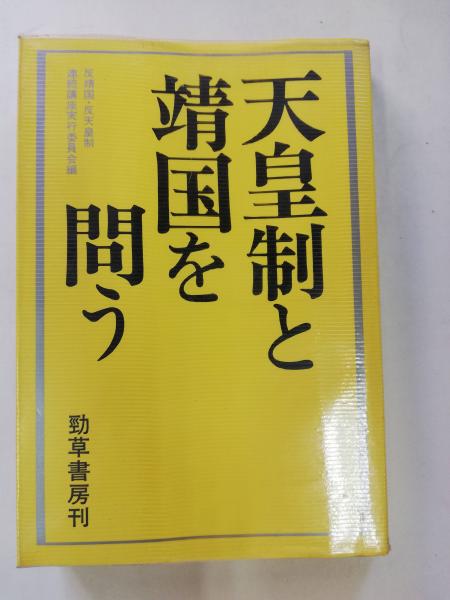 天皇制と
靖国を
問う
反靖国・反天皇制
連続講座実行委員会編
勁草書房刊